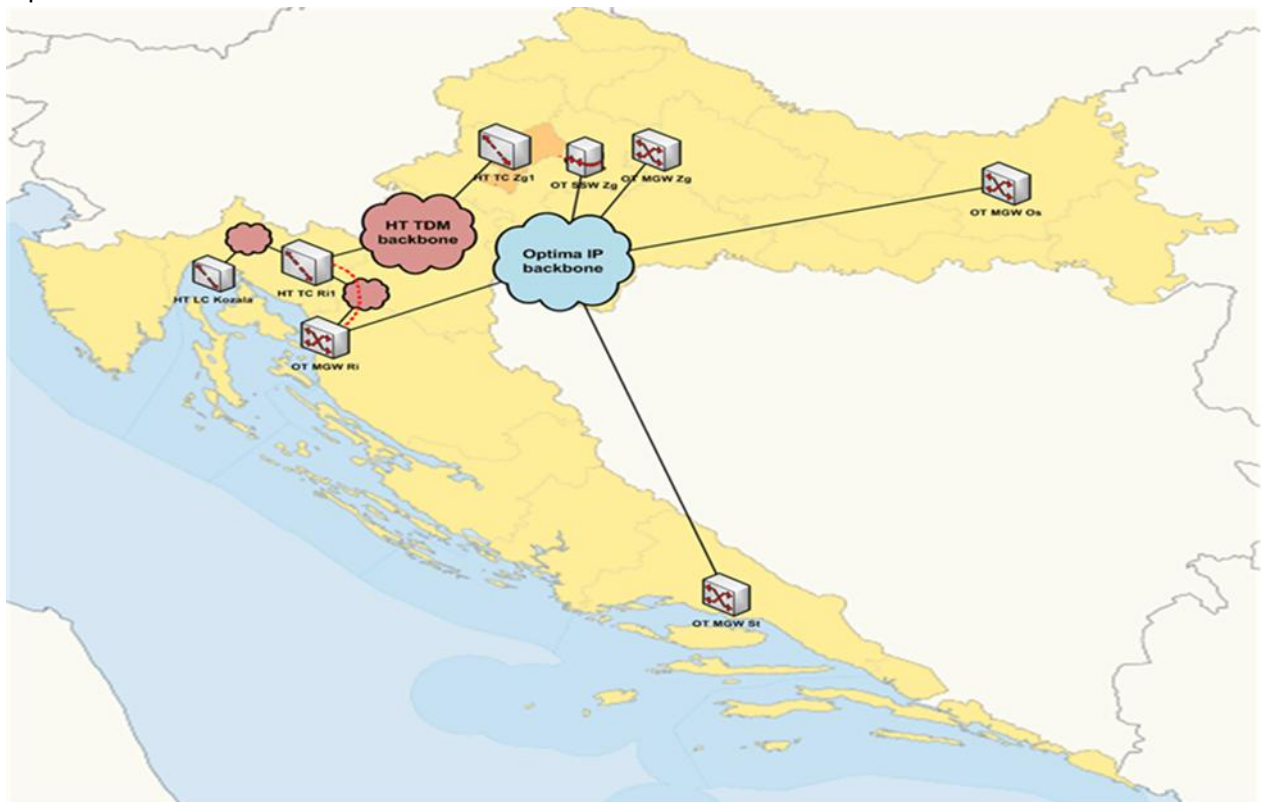 HT TC Zg1
OT SSW Zg
OT MGW Zg
OT MGW Os
HT TDM
backbone
Optima IP
backbone
HT LC Kozala
HT TC Ri1
OT MGW Ri
OT MGW St